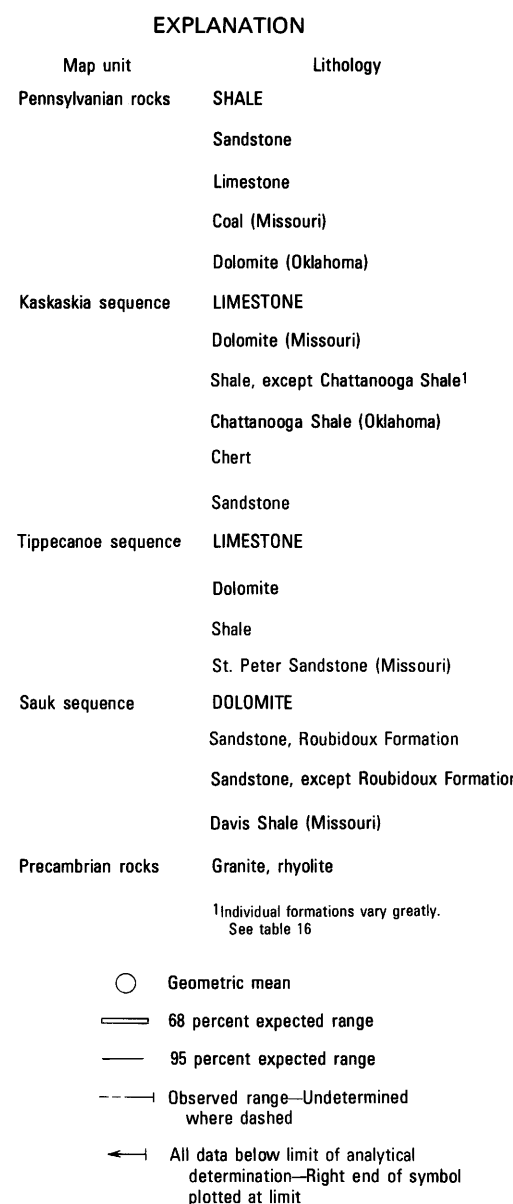 EXPLANATION
Map unit Lithology
Pennsylvanian rocks SHALE
Sandstone
Limestone
Coal (Missouri)
Dolomite (Oklahoma)
Kaskaskia sequence LIMESTONE
Dolomite (Missouri)
Shale, except Chattanooga Shale1
Chattanooga Shale (Oklahoma)
Chert
Sandstone
Tippecanoe sequence LIMESTONE
Dolomite
Shale
St. Peter Sandstone (Missouri)
Sauk sequence DOLOMITE
Sandstone, Roubidoux Formation
Sandstone, except Roubidoux Formation
Davis Shale (Missouri)
Precambrian rocks Granite, rhyolite
1Individual formations vary greatly.
See table 16
Geometric mean
68 percent expected range
95 percent expected range
Observed range—Undetermined
where dashed
All data below limit of analytical
determination—Right end of symbol
plotted at limit